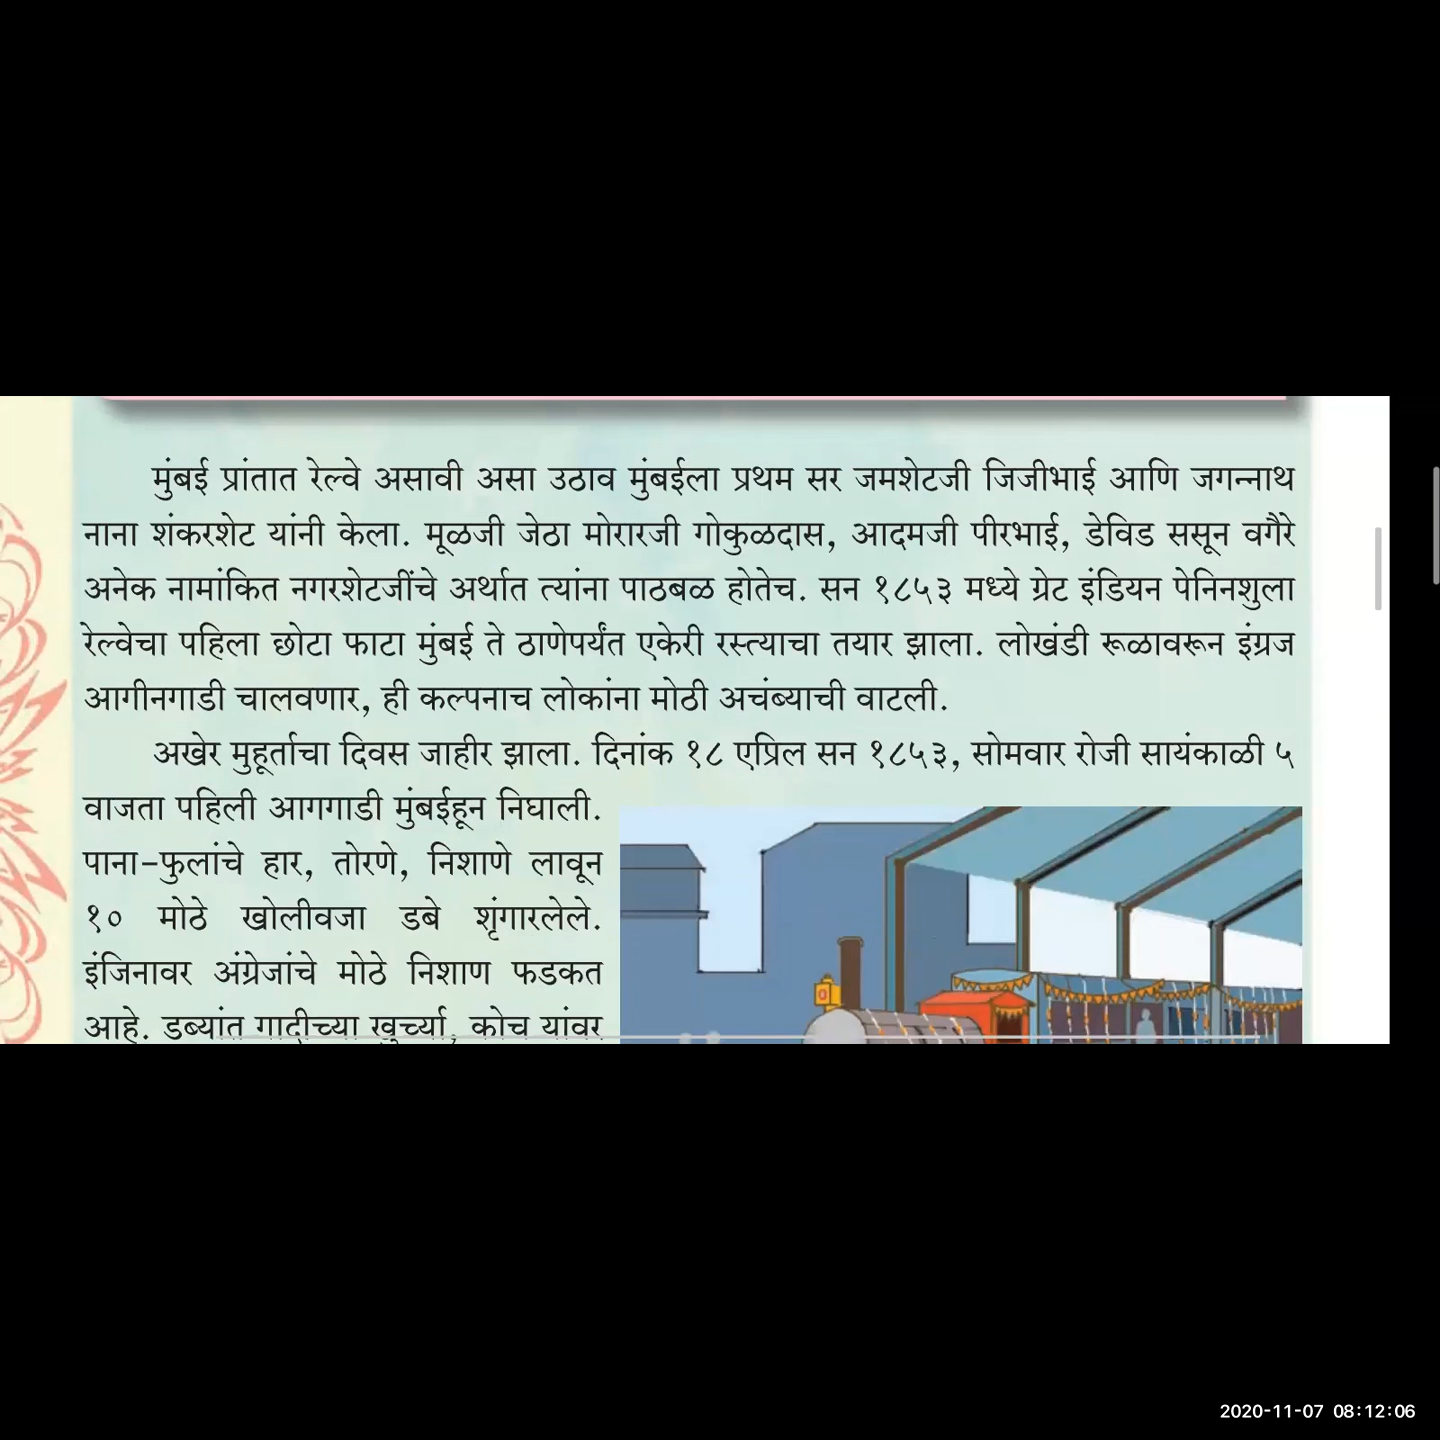 मुंबई प्रांतात रेल्वे असावी असा उठाव मुंबईला प्रथम सर जमशेटजी जिजीभाई आणि जगन्नाथ
नाना शंकरशेट यांनी केला. मूळजी जेठा मोरारजी गोकुळदास, आदमजी पीरभाई, डेविड ससून वगैरे
अनेक नामांकित नगरशेटजींचे अर्थात त्यांना पाठबळ होतेच. सन १८५३ मध्ये ग्रेट इंडियन पेनिनशुला
रेल्वेचा पहिला छोटा फाटा मुंबई ते ठाणेपर्यंत एकेरी रस्त्याचा तयार झाला. लोखंडी रूळावरून इंग्रज
आगीनगाडी चालवणार, ही कल्पनाच लोकांना मोठी अचंब्याची वाटली.
अखेर मुहूर्ताचा दिवस जाहीर झाला. दिनांक १८ एप्रिल सन १८५३, सोमवार रोजी सायंकाळी ५
वाजता पहिली आगगाडी मुंबईहून निघाली.
पाना-फुलांचे हार, तोरणे, निशाणे लावून
१० मोठे खोलीवजा डबे शृंगारलेले.
इंजिनावर अंग्रेजांचे मोठे निशाण फडकत
आहे. डब्यांत गादीच्या खुर्च्या, कोच यांवर
2020-11-07 08:12:06